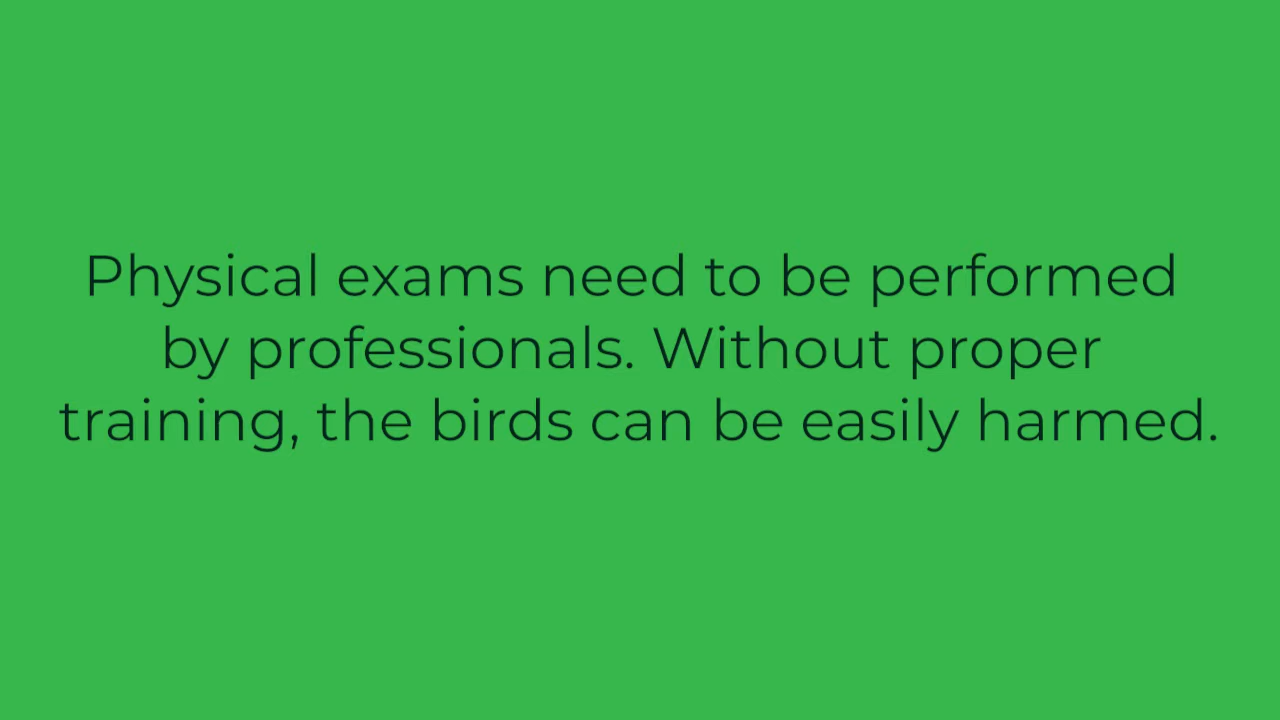 Physical exams need to be performed
by professionals. Without proper
training, the birds can be easily harmed.